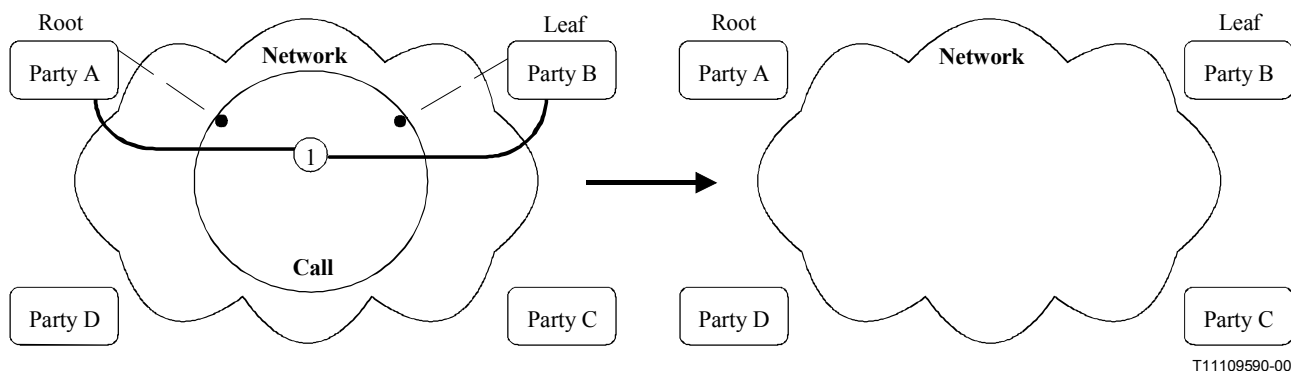 Root
Leaf
Party A
Network
Party B
1
Call
Party D
Party C
Root
Leaf
Party A
Network
Party B
Party D
Party C
T11109590-00